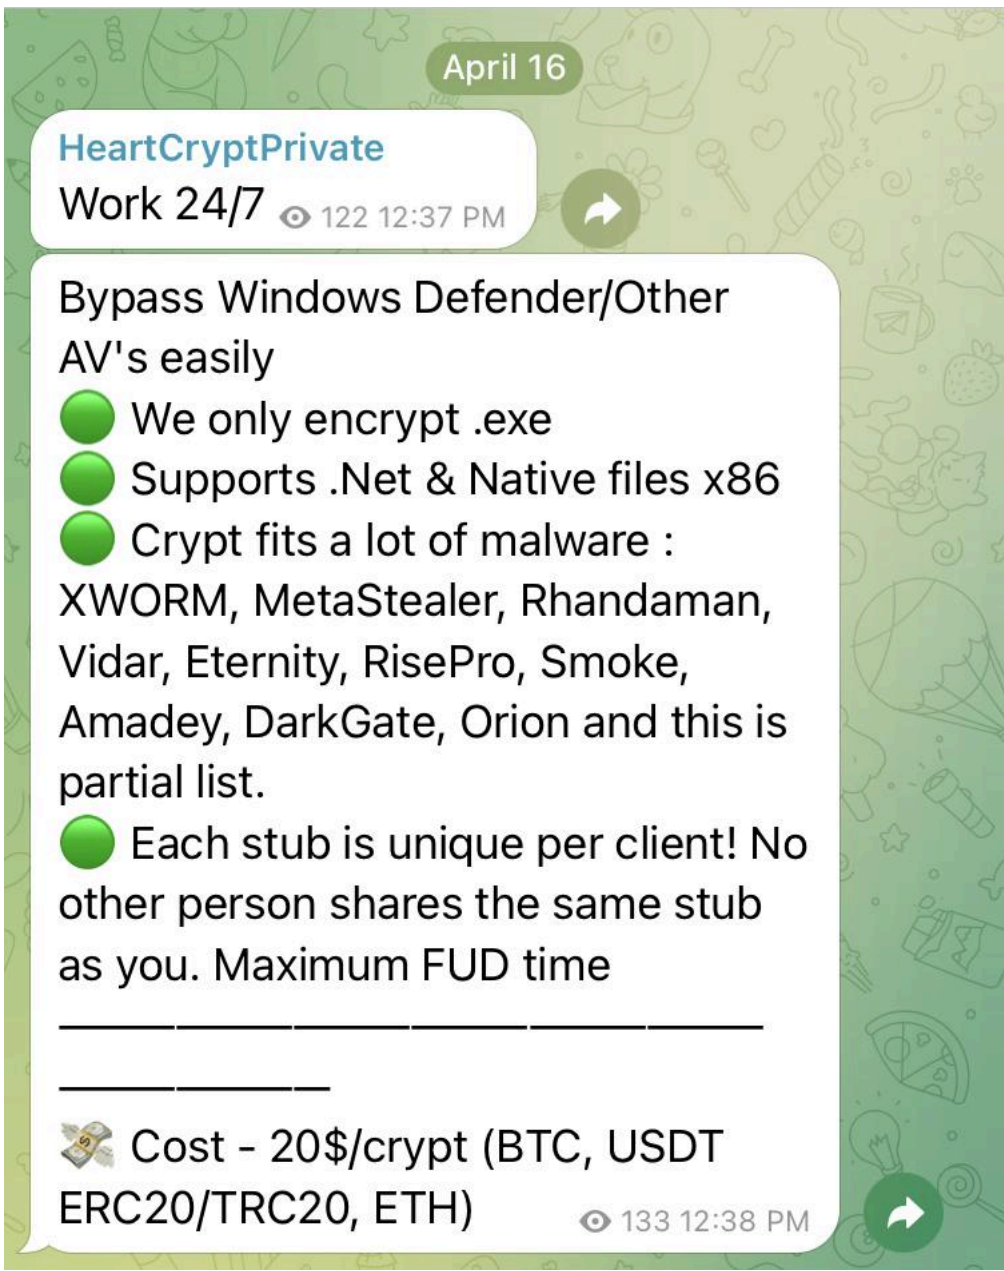 April 16
HeartCryptPrivate
Work 24/7 122 12:37 PM
Bypass Windows Defender/Other
AV's easily
🟢 We only encrypt .exe
🟢 Supports .Net & Native files x86
🟢 Crypt fits a lot of malware :
XWORM, MetaStealer, Rhandaman,
Vidar, Eternity, RisePro, Smoke,
Amadey, DarkGate, Orion and this is
partial list.
🟢 Each stub is unique per client! No
other person shares the same stub
as you. Maximum FUD time
💸 Cost - 20$/crypt (BTC, USDT
ERC20/TRC20, ETH) 133 12:38 PM